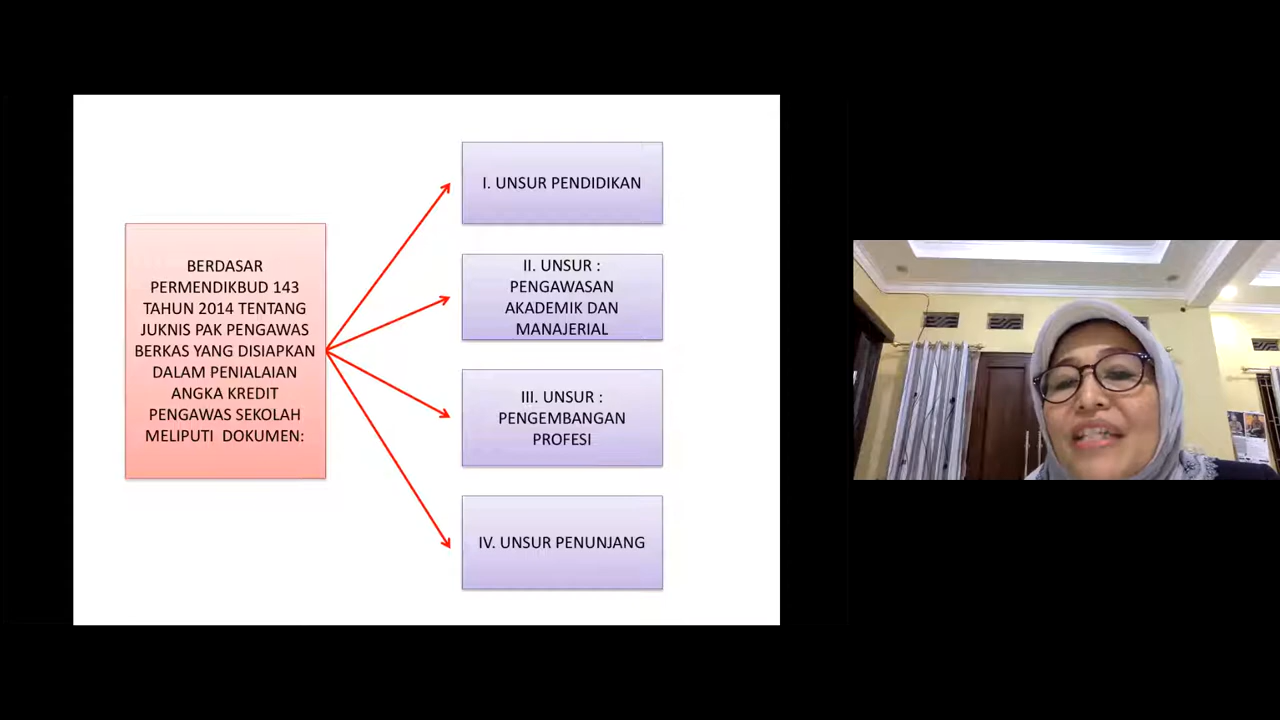 BERDASAR
PERMENDIKBUD 143
TAHUN 2014 TENTANG
JUKNIS PAK PENGAWAS
BERKAS YANG DISIAPKAN
DALAM PENIALAIAN
ANGKA KREDIT
PENGAWAS SEKOLAH
MELIPUTI DOKUMEN:
I. UNSUR PENDIDIKAN
II. UNSUR :
PENGAWASAN
AKADEMIK DAN
MANAJERIAL
III. UNSUR :
PENGEMBANGAN
PROFESI
IV. UNSUR PENUNJANG